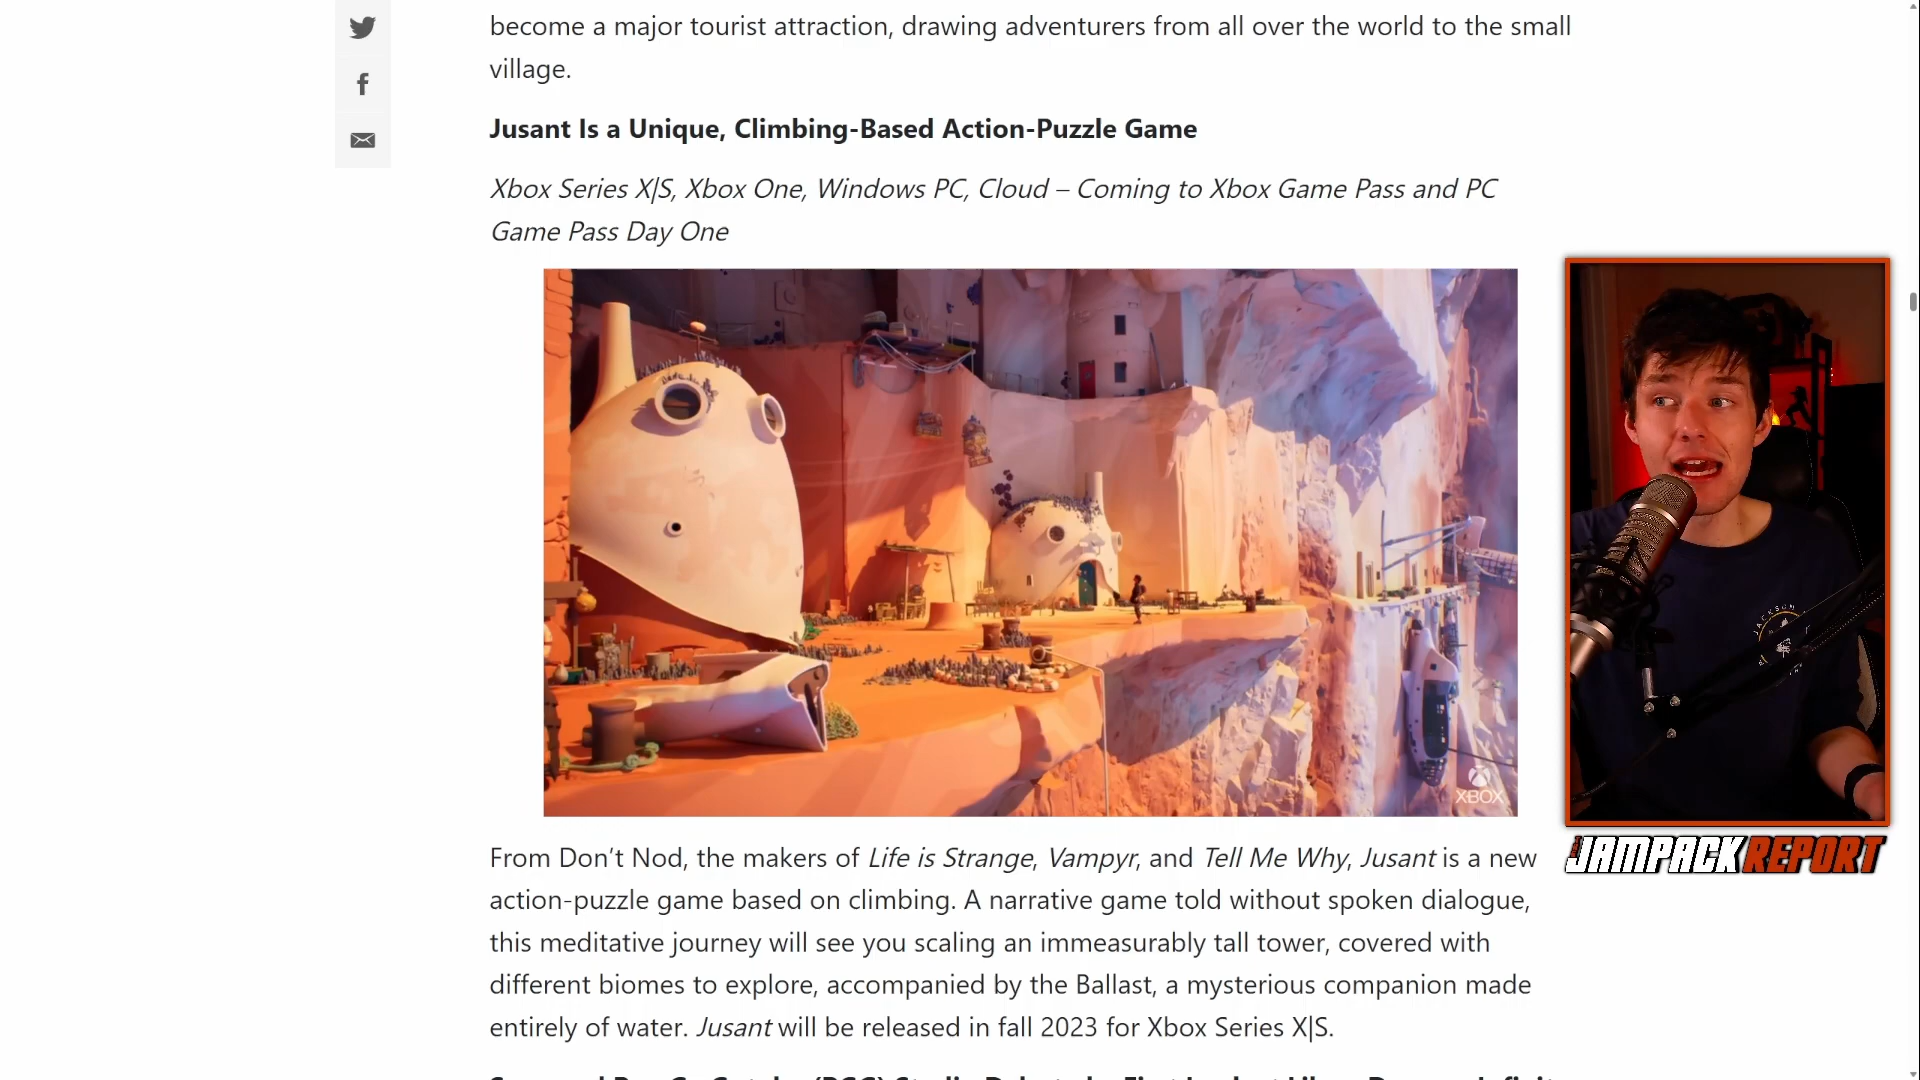 become a major tourist attraction, drawing adventurers from all over the world to the small
village.
Jusant Is a Unique, Climbing-Based Action-Puzzle Game
Xbox Series X|S, Xbox One, Windows PC, Cloud – Coming to Xbox Game Pass and PC
Game Pass Day One
XBOX
JAMPACK REPORT
From Don’t Nod, the makers of Life is Strange, Vampyr, and Tell Me Why, Jusant is a new
action-puzzle game based on climbing. A narrative game told without spoken dialogue,
this meditative journey will see you scaling an immeasurably tall tower, covered with
different biomes to explore, accompanied by the Ballast, a mysterious companion made
entirely of water. Jusant will be released in fall 2023 for Xbox Series X|S.